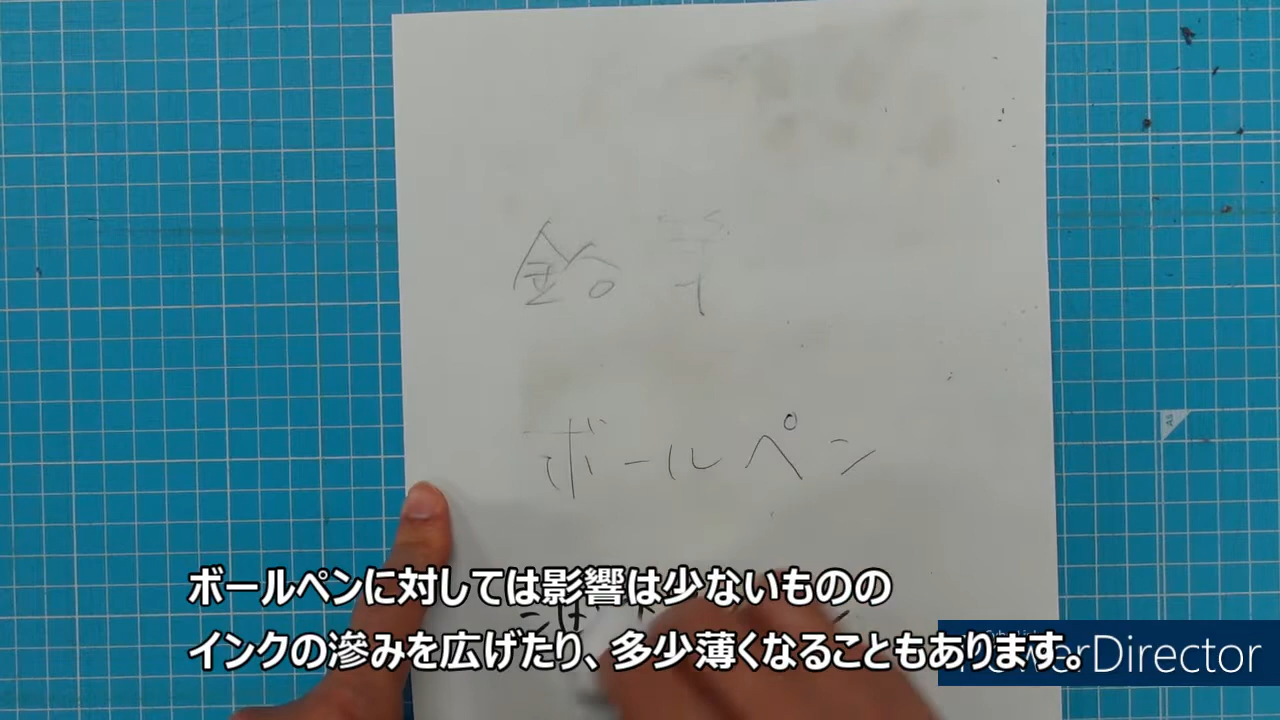 鉛筆
ボールペン
ボールペンに対しては影響は少ないものの
インクの滲みを広げたり、多少薄くなることもあります。
werDirector
A5